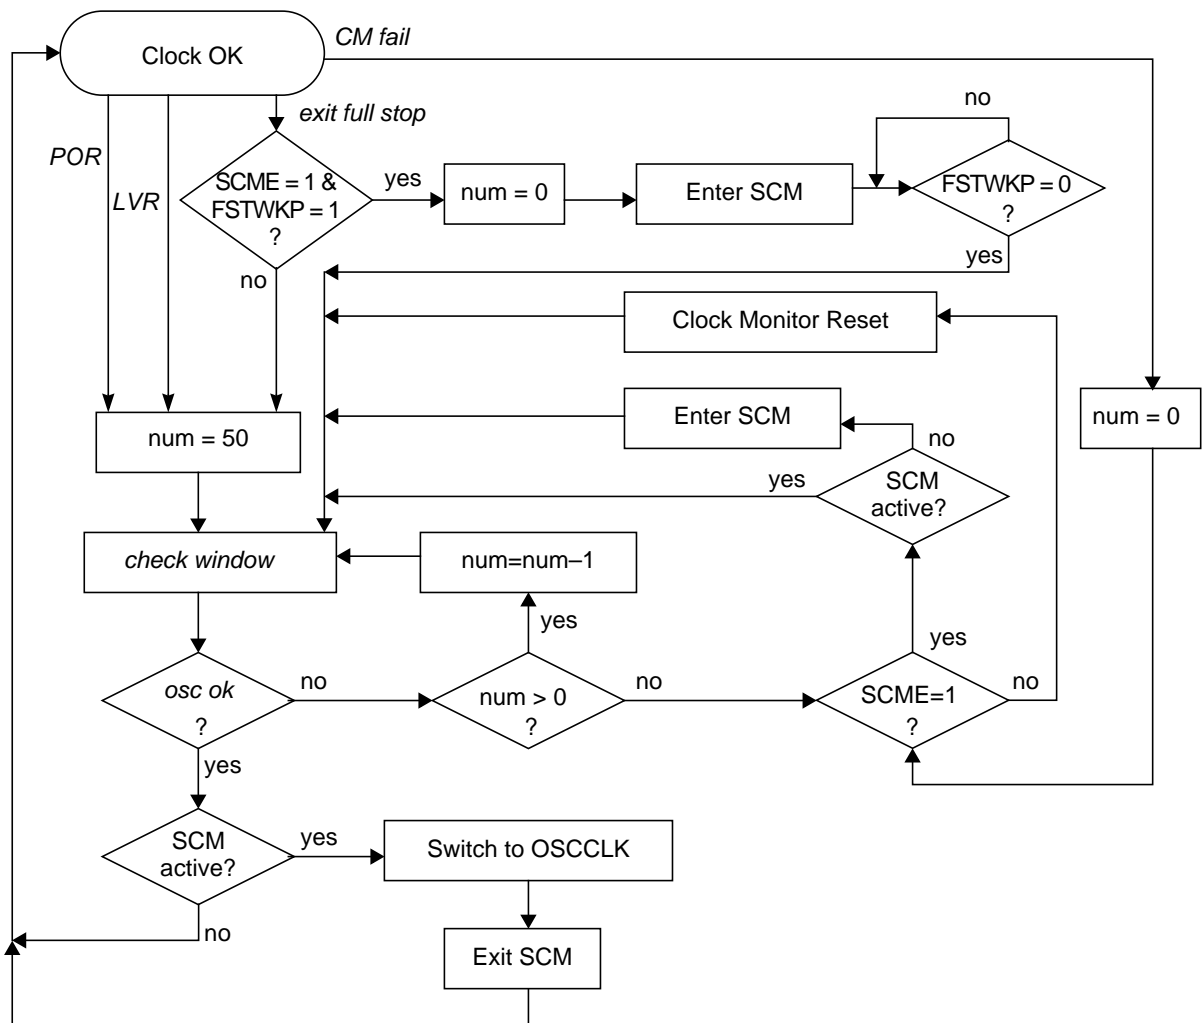 CM fail
Clock OK
exit full stop
no
POR
SCME = 1 &
FSTWKP = 1
?
yes
num = 0
Enter SCM
FSTWKP = 0
?
LVR
no
yes
Clock Monitor Reset
num = 50
Enter SCM
num = 0
no
yes
SCM
active?
check window
num=num–1
yes
yes
osc ok
?
no
num > 0
?
no
SCME=1
?
no
yes
SCM
active?
yes
Switch to OSCCLK
no
Exit SCM